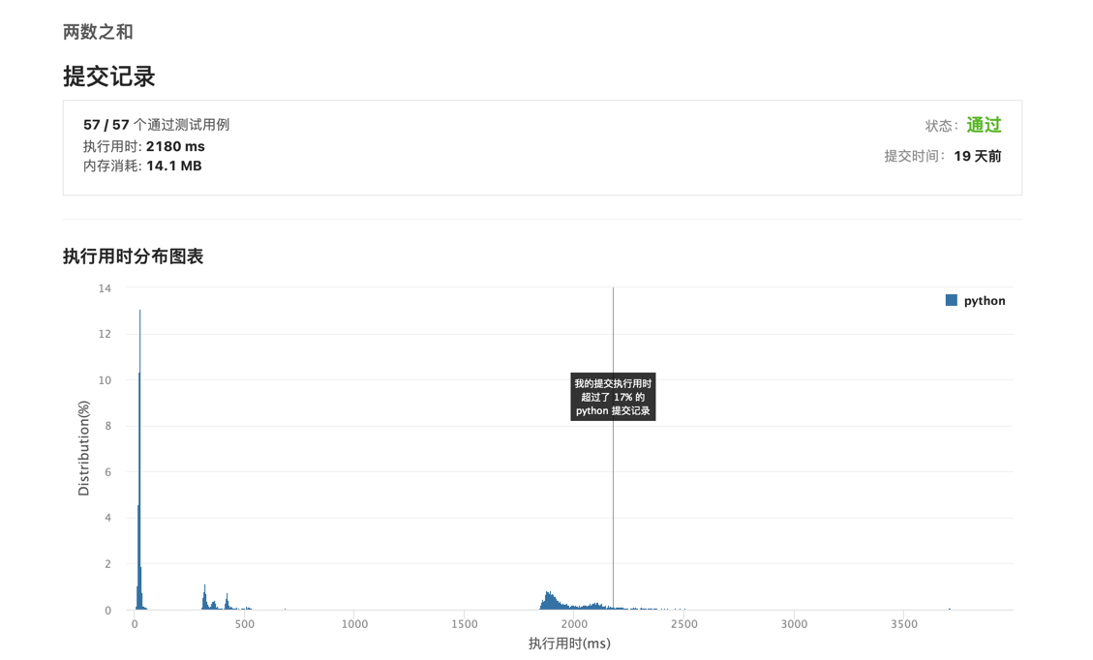 两数之和
提交记录
57 / 57 个通过测试用例
状态：通过
执行用时: 2180 ms
提交时间：19 天前
内存消耗: 14.1 MB
执行用时分布图表
python
14
12
10
8
6
4
2
0
Distribution(%)
我的提交执行用时
超过了 17% 的
python 提交记录
0 500 1000 1500 2000 2500 3000 3500
执行用时(ms)